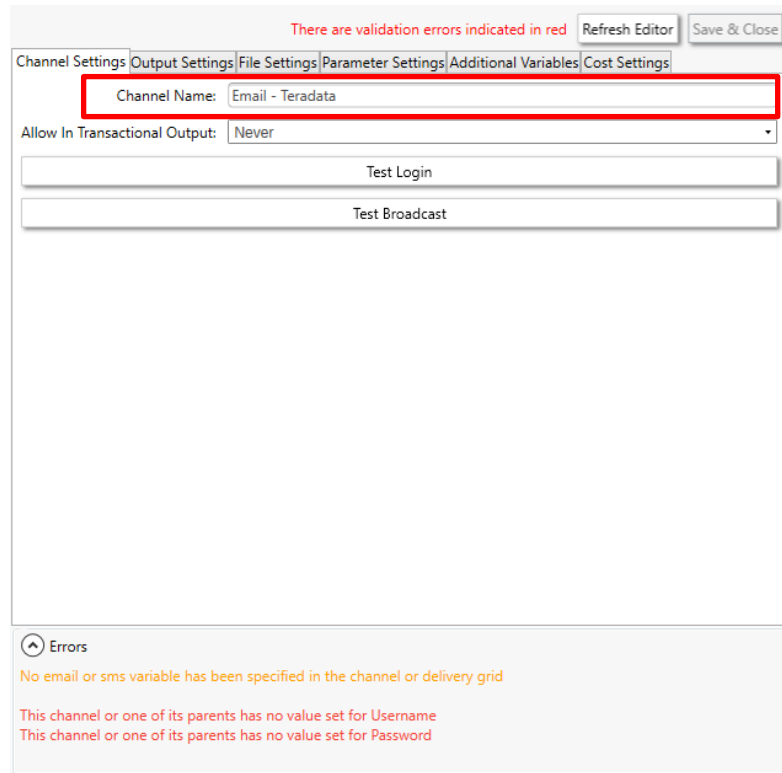 There are validation errors indicated in red Refresh Editor Save & Close
Channel Settings Output Settings File Settings Parameter Settings Additional Variables Cost Settings
Channel Name: Email - Teradata
Allow In Transactional Output: Never
Test Login
Test Broadcast
Errors
No email or sms variable has been specified in the channel or delivery grid
This channel or one of its parents has no value set for Username
This channel or one of its parents has no value set for Password